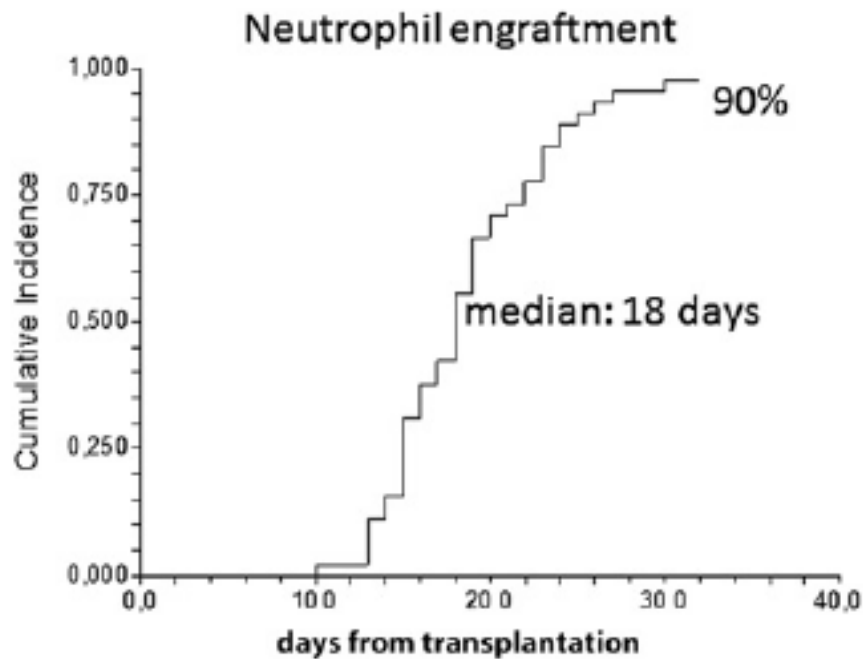 Neutrophil engraftment
1,000
90%
0,750
Cumulative Incidence
0,500
median: 18 days
0,250
0,000
0,0 10 0 20 0 30 0 40,0
days from transplantation